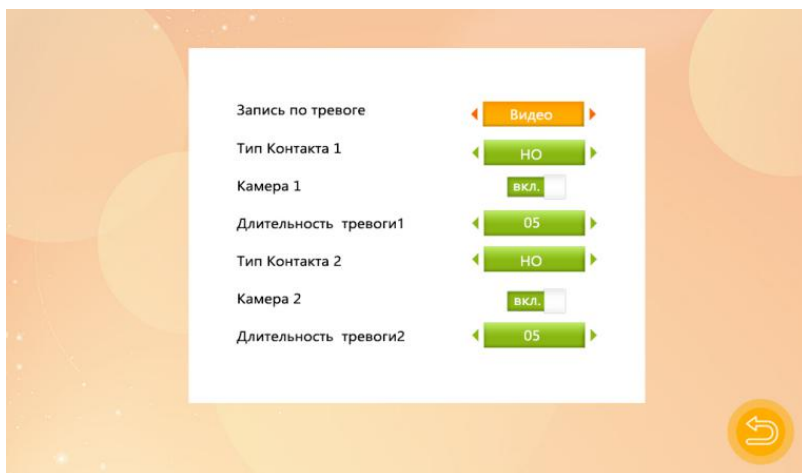 Запись по тревоге Видео
Тип Контакта 1 НО
Камера 1 вкл.
Длительность тревоги1 05
Тип Контакта 2 НО
Камера 2 вкл.
Длительность тревоги2 05